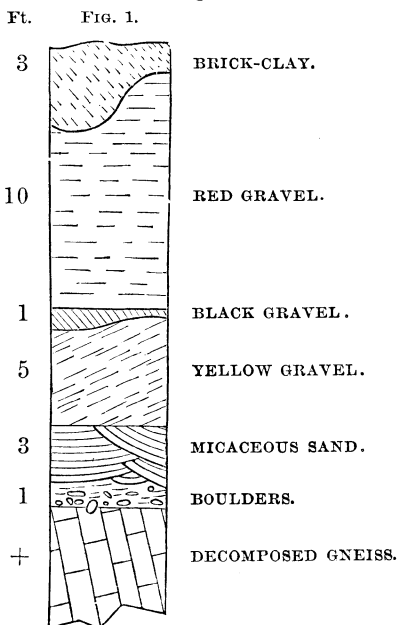 Ft. FIG. 1.
3 BRICK-CLAY.
10 RED GRAVEL.
1 BLACK GRAVEL.
5 YELLOW GRAVEL.
3 MICACEOUS SAND.
1 BOULDERS.
+ DECOMPOSED GNEISS.